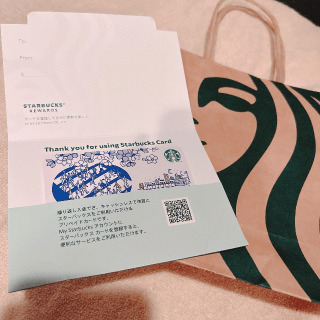 To.
From.
$
STARBUCKS®
REWARDS
Thank you for using Starbucks Card
繰り返し入金でき、キャッシュレスで商品と
スターバックスをご利用いただける
プリペイドカードです。
My Starbucks アカウントに
スターバックス カードを登録すると、
便利なサービスをご利用いただけます。